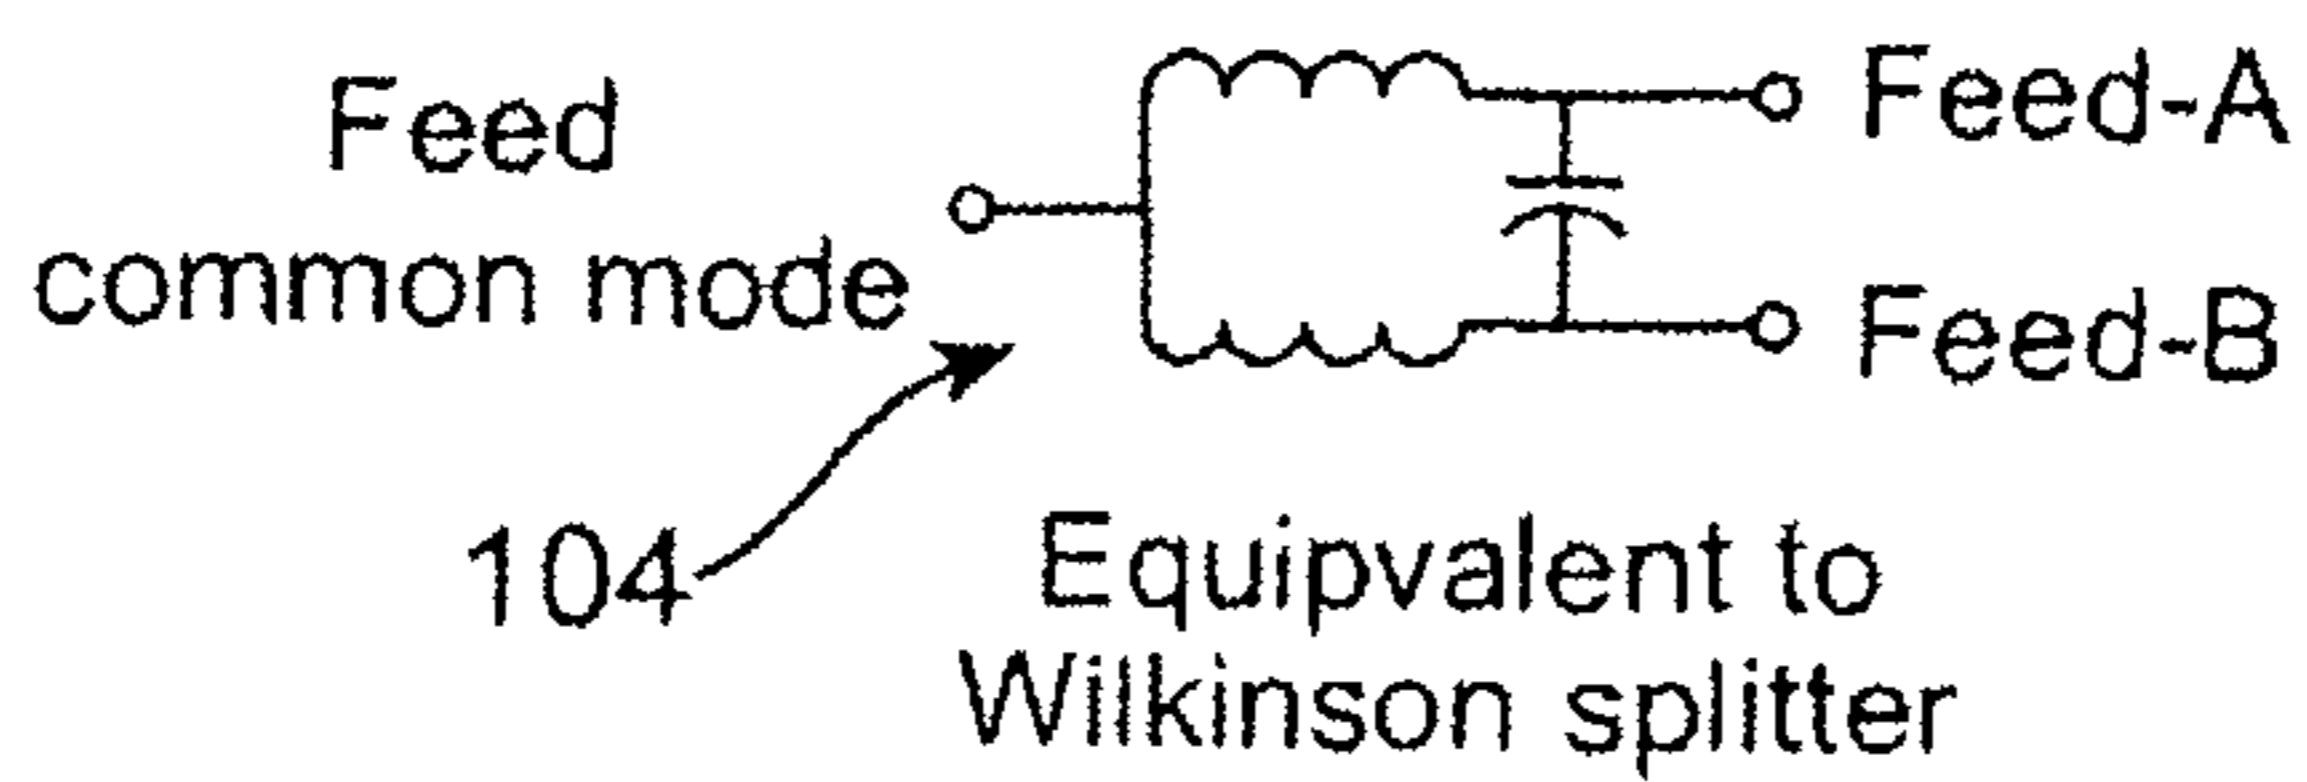 Feed
common mode
Feed-A
Feed-B
104
Equipvalent to
Wilkinson splitter